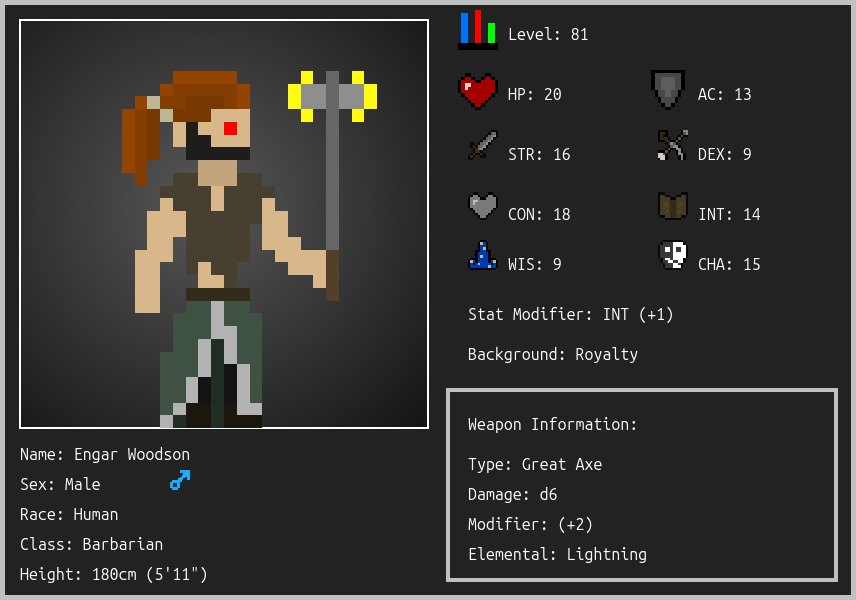 Level: 81
HP: 20
AC: 13
STR: 16
DEX: 9
CON: 18
INT: 14
WIS: 9
CHA: 15
Stat Modifier: INT (+1)
Background: Royalty
Weapon Information:
Type: Great Axe
Damage: d6
Modifier: (+2)
Elemental: Lightning
Name: Engar Woodson
Sex: Male
Race: Human
Class: Barbarian
Height: 180cm (5'11")